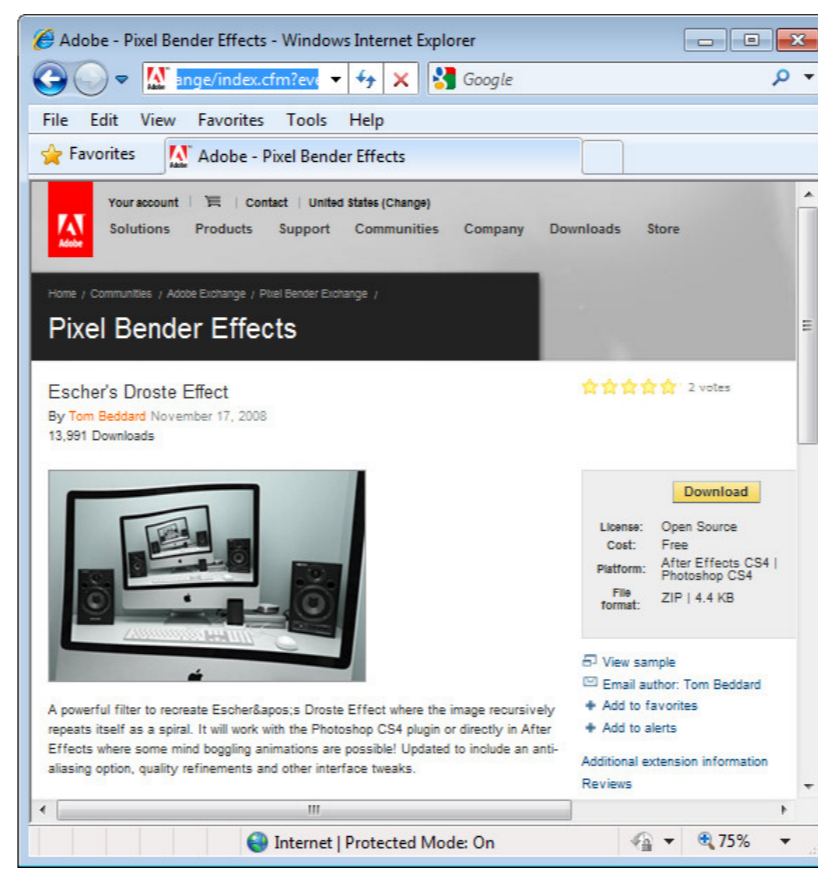 Adobe - Pixel Bender Effects - Windows Internet Explorer
Adobe ange/index.cfm?eve Google
File Edit View Favorites Tools Help
Favorites Adobe - Pixel Bender Effects
Your account | | Contact | United States (Change)
Adobe Solutions Products Support Communities Company Downloads Store
Home / Communities / Adobe Exchange / Pixel Bender Exchange /
Pixel Bender Effects
Escher's Droste Effect
2 votes
By Tom Beddard November 17, 2008
13,991 Downloads
Download
License: Open Source
Cost: Free
Platform: After Effects CS4 |
Photoshop CS4
File
format: ZIP | 4.4 KB
View sample
Email author: Tom Beddard
Add to favorites
Add to alerts
Additional extension information
Reviews
A powerful filter to recreate Escher&apos;s Droste Effect where the image recursively
repeats itself as a spiral. It will work with the Photoshop CS4 plugin or directly in After
Effects where some mind boggling animations are possible! Updated to include an anti-
aliasing option, quality refinements and other interface tweaks.
Internet | Protected Mode: On 75%